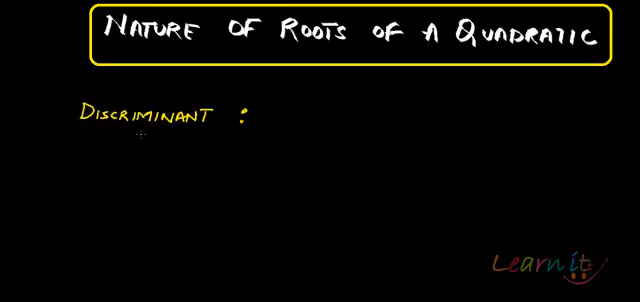 NATURE OF ROOTS OF A QUADRATIC
DISCRIMINANT :
Learnit